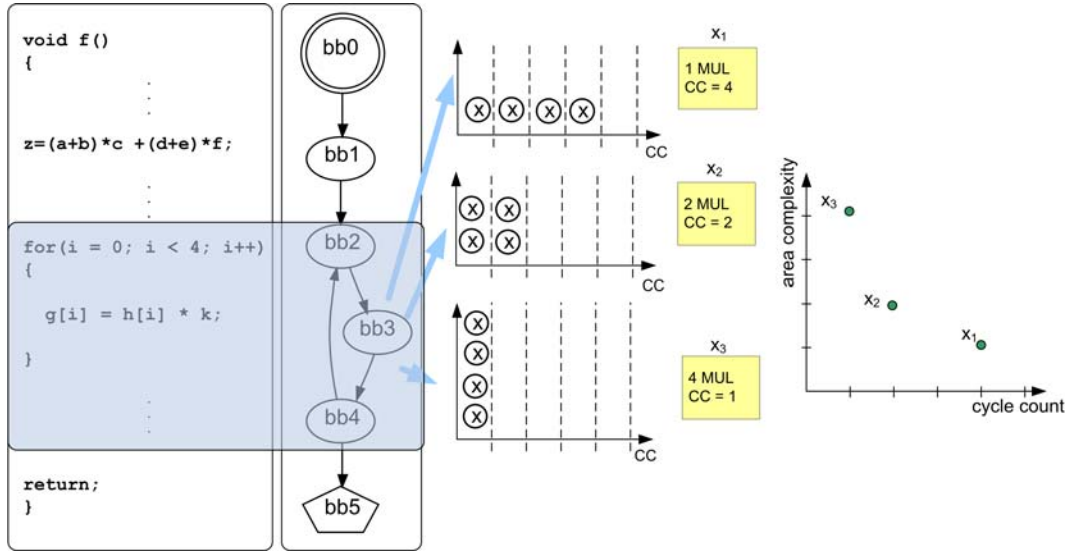 void f()
{
.
.
z=(a+b)*c +(d+e)*f;
.
.
.
for(i = 0; i < 4; i++)
{
g[i] = h[i] * k;
}
.
.
.
return;
}
bb0
bb1
bb2
bb3
bb4
bb5
X X X X
CC
x1
1 MUL
CC = 4
X X
X X
CC
x2
2 MUL
CC = 2
X
X
X
X
CC
x3
4 MUL
CC = 1
area complexity
x3
x2
x1
cycle count